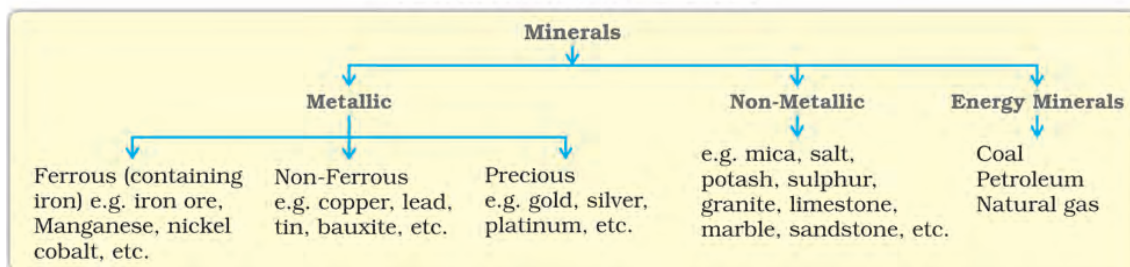 Minerals
Metallic
Non-Metallic
Energy Minerals
Ferrous (containing
iron) e.g. iron ore,
Manganese, nickel
cobalt, etc.
Non-Ferrous
e.g. copper, lead,
tin, bauxite, etc.
Precious
e.g. gold, silver,
platinum, etc.
e.g. mica, salt,
potash, sulphur,
granite, limestone,
marble, sandstone, etc.
Coal
Petroleum
Natural gas